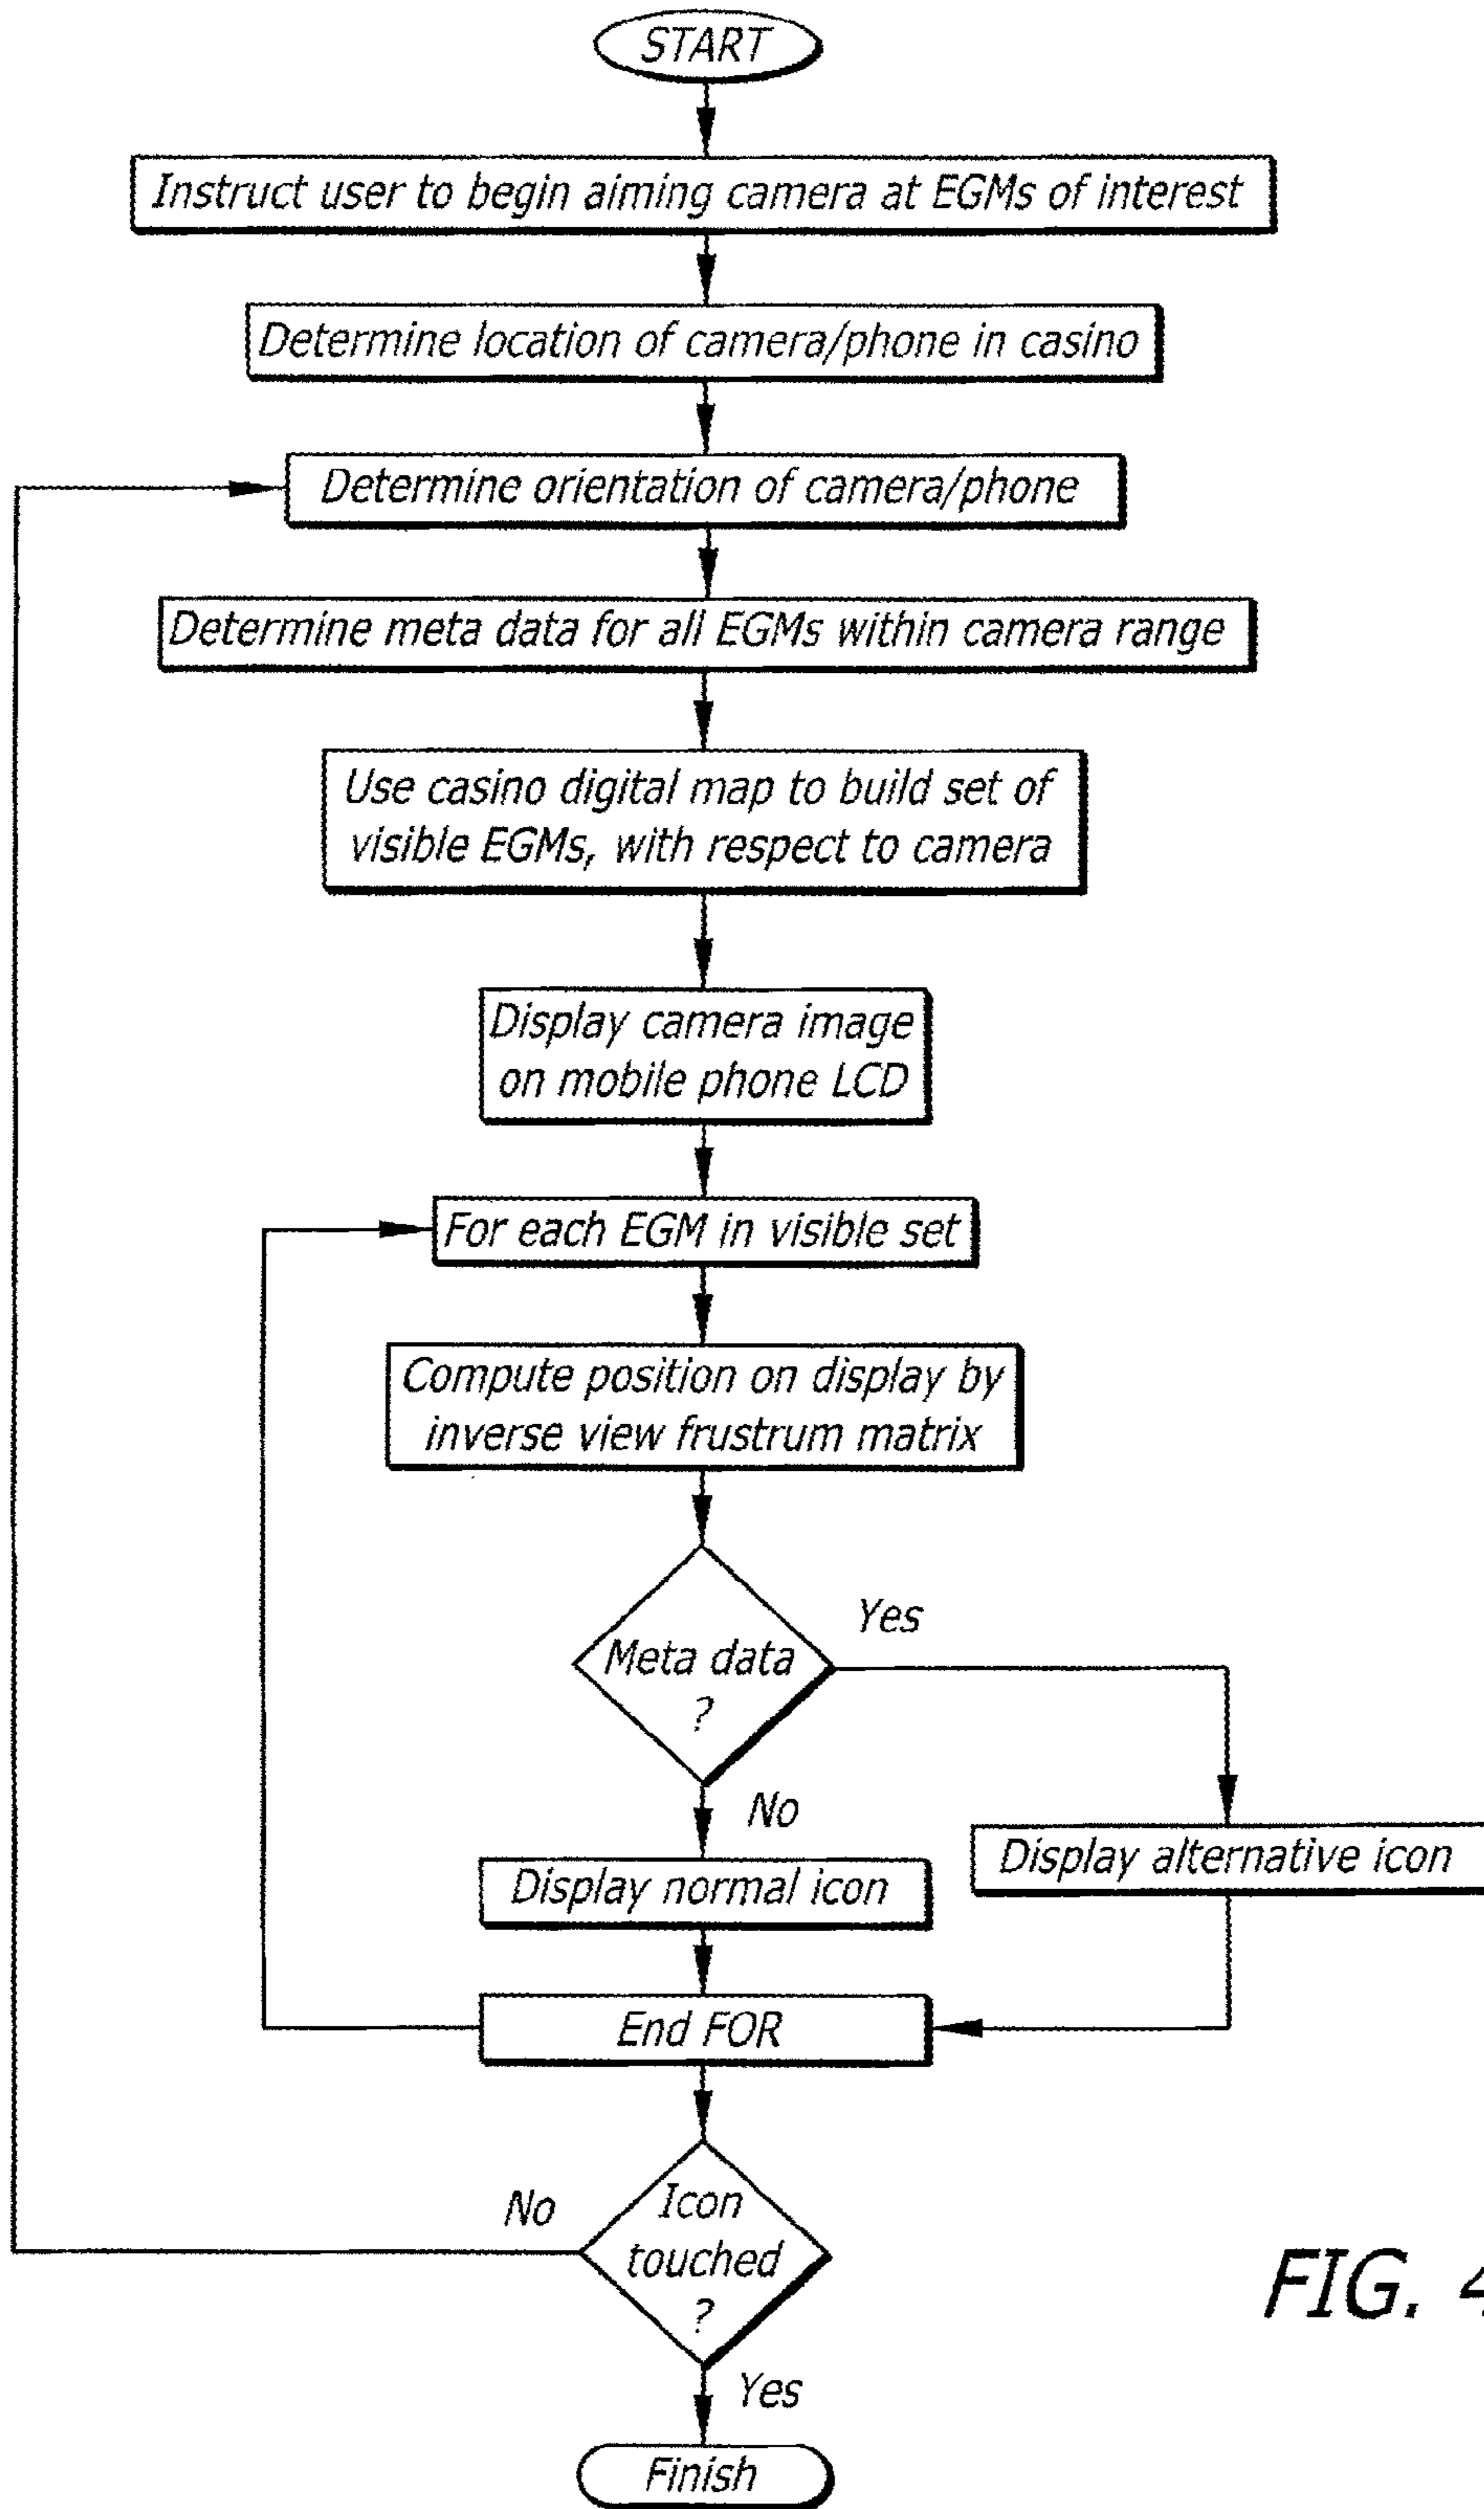 START
Instruct user to begin aiming camera at EGMs of interest
Determine location of camera/phone in casino
Determine orientation of camera/phone
Determine meta data for all EGMs within camera range
Use casino digital map to build set of
visible EGMs, with respect to camera
Display camera image
on mobile phone LCD
For each EGM in visible set
Compute position on display by
inverse view frustrum matrix
Yes
Meta data
?
No
Display alternative icon
Display normal icon
End FOR
No
Icon
touched
?
FIG. 4
Yes
Finish